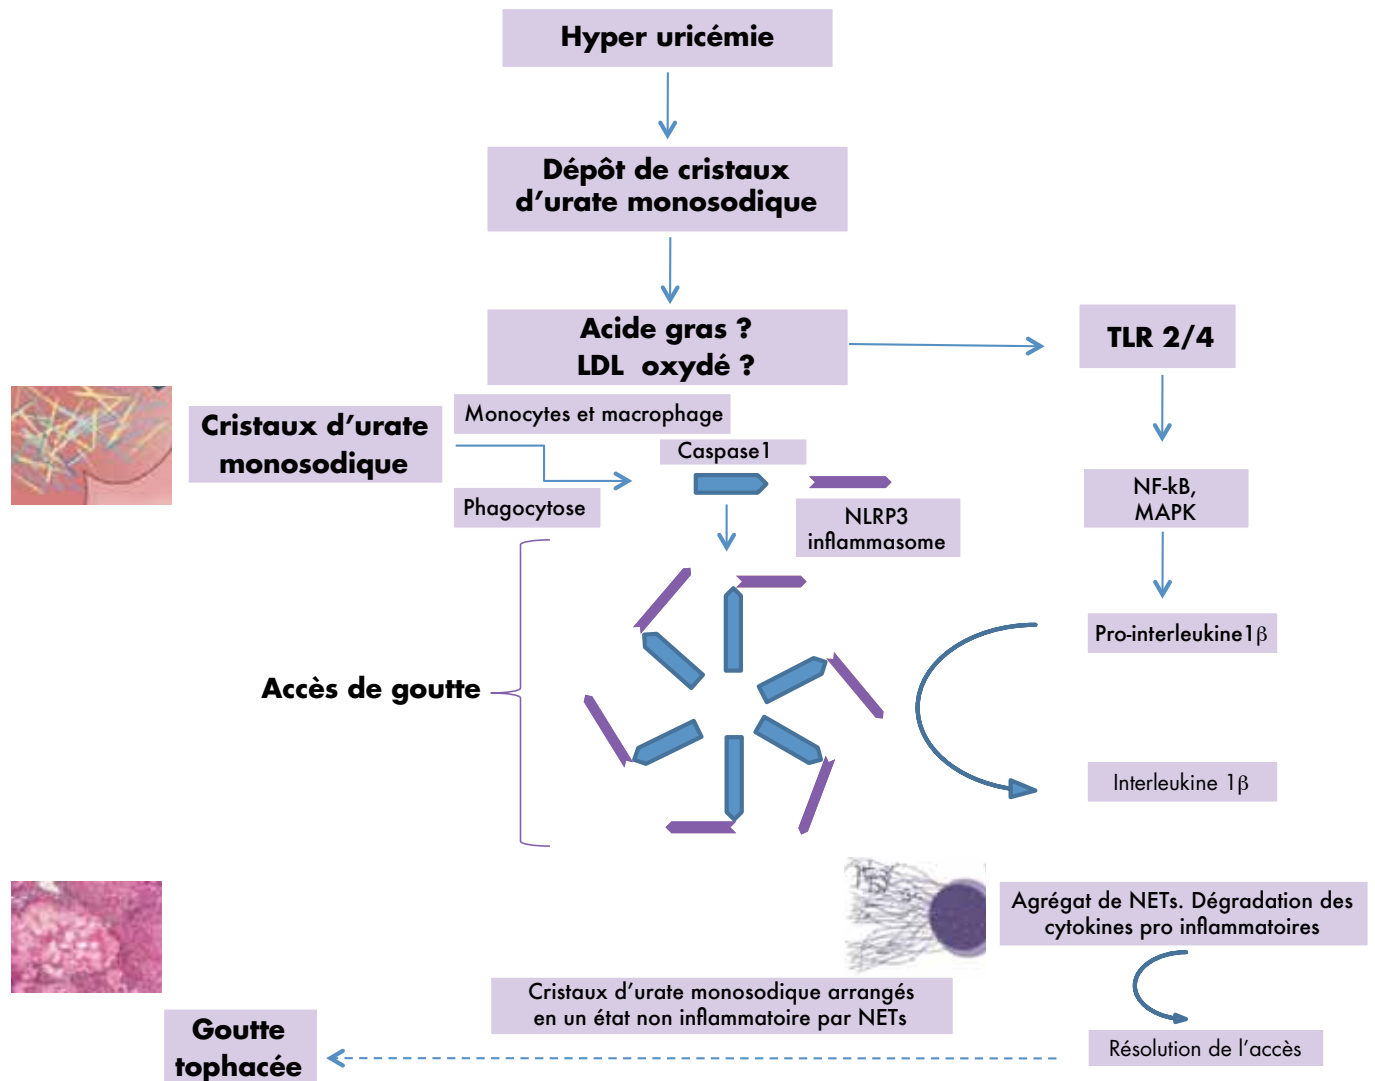 Hyper uricémie
Dépôt de cristaux
d'urate monosodique
Acide gras ?
LDL oxydé ?
TLR 2/4
Monocytes et macrophage
Cristaux d'urate
monosodique
Caspase1
Phagocytose
NLRP3
inflammasome
NF-kB,
MAPK
Pro-interleukine1β
Accès de goutte
Interleukine 1β
Agrégat de NETs. Dégradation des
cytokines pro inflammatoires
Cristaux d'urate monosodique arrangés
en un état non inflammatoire par NETs
Goutte
tophacée
Résolution de l'accès